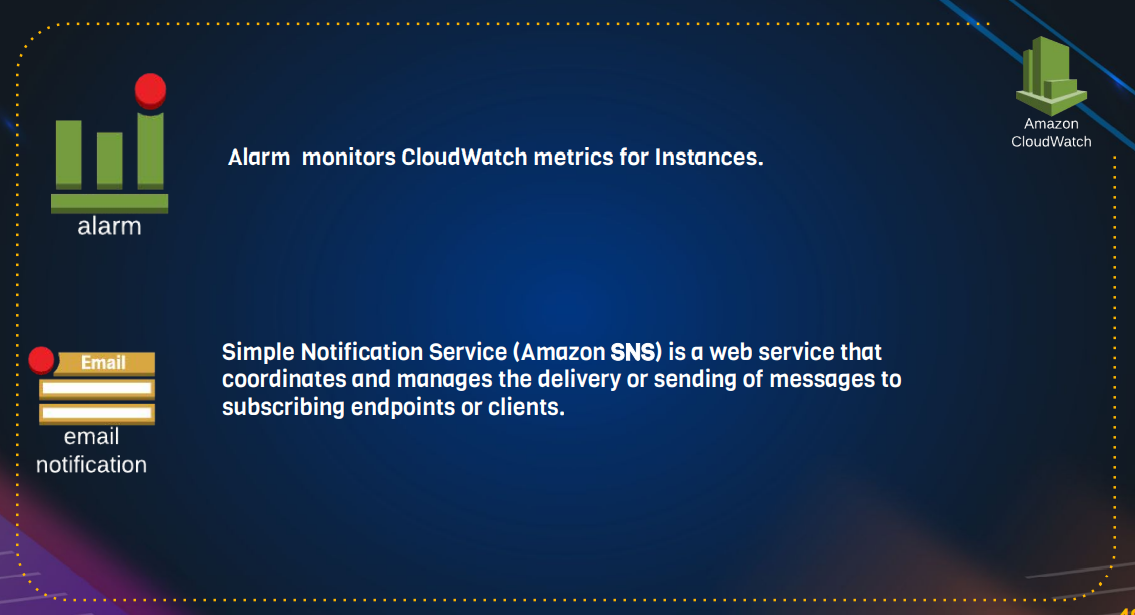 Amazon
CloudWatch
Alarm  monitors CloudWatch metrics for Instances.
alarm
Simple Notification Service (Amazon SNS) is a web service that
coordinates and manages the delivery or sending of messages to
subscribing endpoints or clients.
Email
email
notification